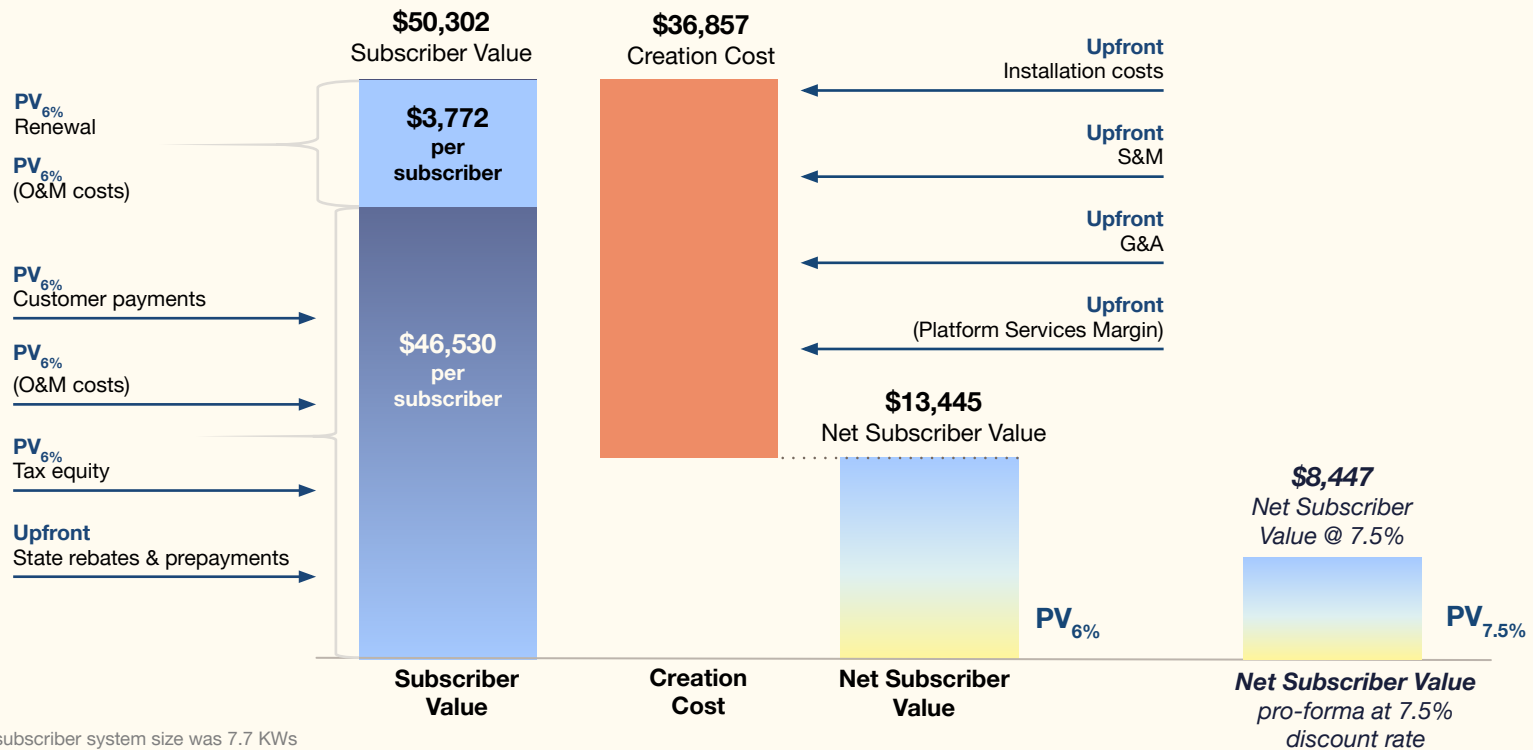 $50,302
Subscriber Value
$36,857
Creation Cost
PV6%
Renewal
PV6%
(O&M costs)
PV6%
Customer payments
PV6%
(O&M costs)
PV6%
Tax equity
Upfront
State rebates & prepayments
$3,772
per
subscriber
$46,530
per
subscriber
Upfront
Installation costs
Upfront
S&M
Upfront
G&A
Upfront
(Platform Services Margin)
$13,445
Net Subscriber Value
PV6%
$8,447
Net Subscriber
Value @ 7.5%
PV7.5%
Subscriber
Value
Creation
Cost
Net Subscriber
Value
Net Subscriber Value
pro-forma at 7.5%
discount rate
subscriber system size was 7.7 KWs